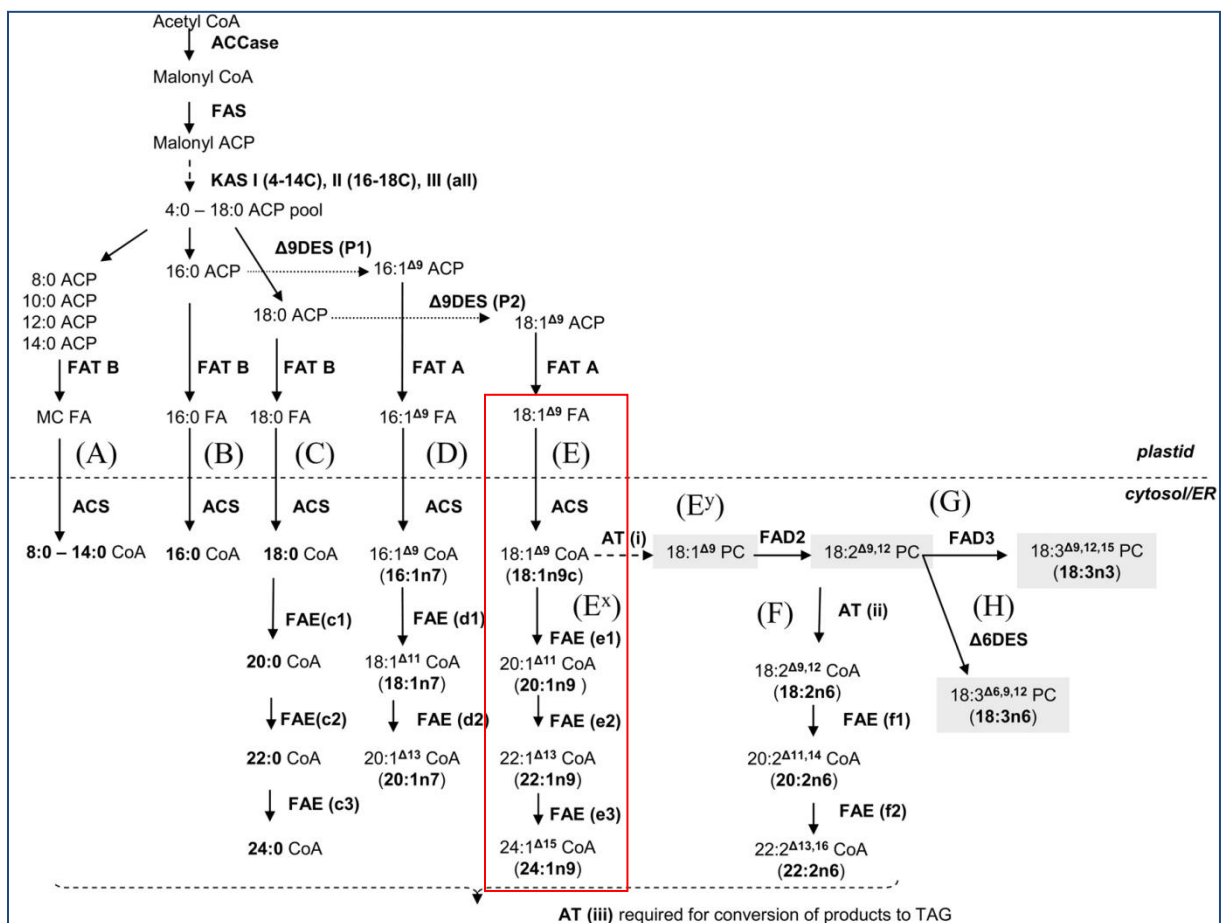 Acetyl CoA
ACCase
Malonyl CoA
FAS
Malonyl ACP
KAS I (4-14C), II (16-18C), III (all)
4:0 – 18:0 ACP pool
Δ9DES (P1)
8:0 ACP
10:0 ACP
12:0 ACP
14:0 ACP
16:0 ACP
16:1Δ9 ACP
Δ9DES (P2)
18:0 ACP
18:1Δ9 ACP
FAT B
FAT B
FAT B
FAT A
FAT A
MC FA
16:0 FA
18:0 FA
16:1Δ9 FA
18:1Δ9 FA
(A)
(B)
(C)
(D)
(E)
plastid
cytosol/ER
ACS
ACS
ACS
ACS
ACS
(Ey)
(G)
AT (i)
FAD2
FAD3
8:0 – 14:0 CoA
16:0 CoA
18:0 CoA
16:1Δ9 CoA
(16:1n7)
18:1Δ9 CoA
(18:1n9c)
18:1Δ9 PC
18:2Δ9,12 PC
18:3Δ9,12,15 PC
(18:3n3)
(Ex)
(F)
(H)
FAE(c1)
FAE (d1)
FAE (e1)
AT (ii)
Δ6DES
20:0 CoA
18:1Δ11 CoA
(18:1n7)
20:1Δ11 CoA
(20:1n9 )
18:2Δ9,12 CoA
(18:2n6)
18:3Δ6,9,12 PC
(18:3n6)
FAE(c2)
FAE (d2)
FAE (e2)
FAE (f1)
22:0 CoA
20:1Δ13 CoA
(20:1n7)
22:1Δ13 CoA
(22:1n9)
20:2Δ11,14 CoA
(20:2n6)
FAE (c3)
FAE (e3)
FAE (f2)
24:0 CoA
24:1Δ15 CoA
(24:1n9)
22:2Δ13,16 CoA
(22:2n6)
AT (iii) required for conversion of products to TAG